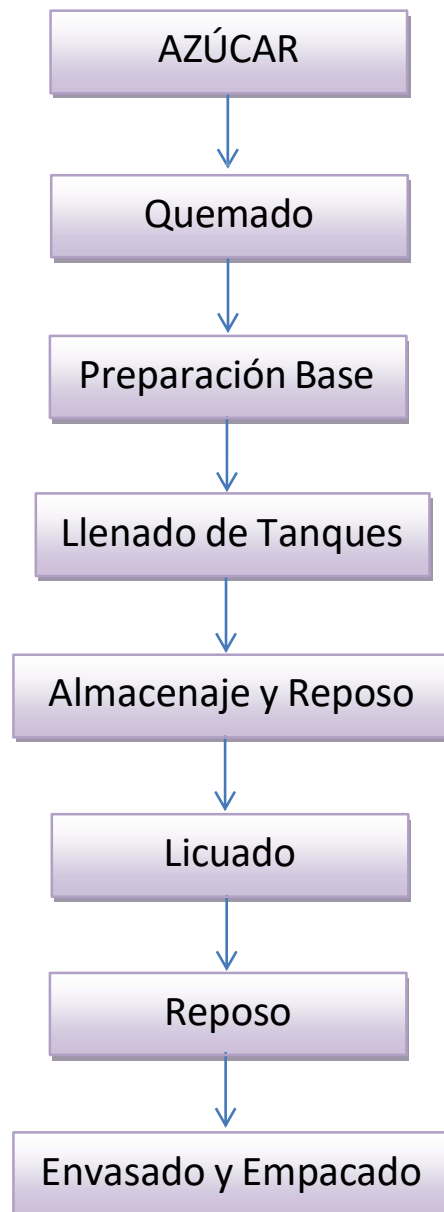 AZÚCAR
Quemado
Preparación Base
Llenado de Tanques
Almacenaje y Reposo
Licuado
Reposo
Envasado y Empacado